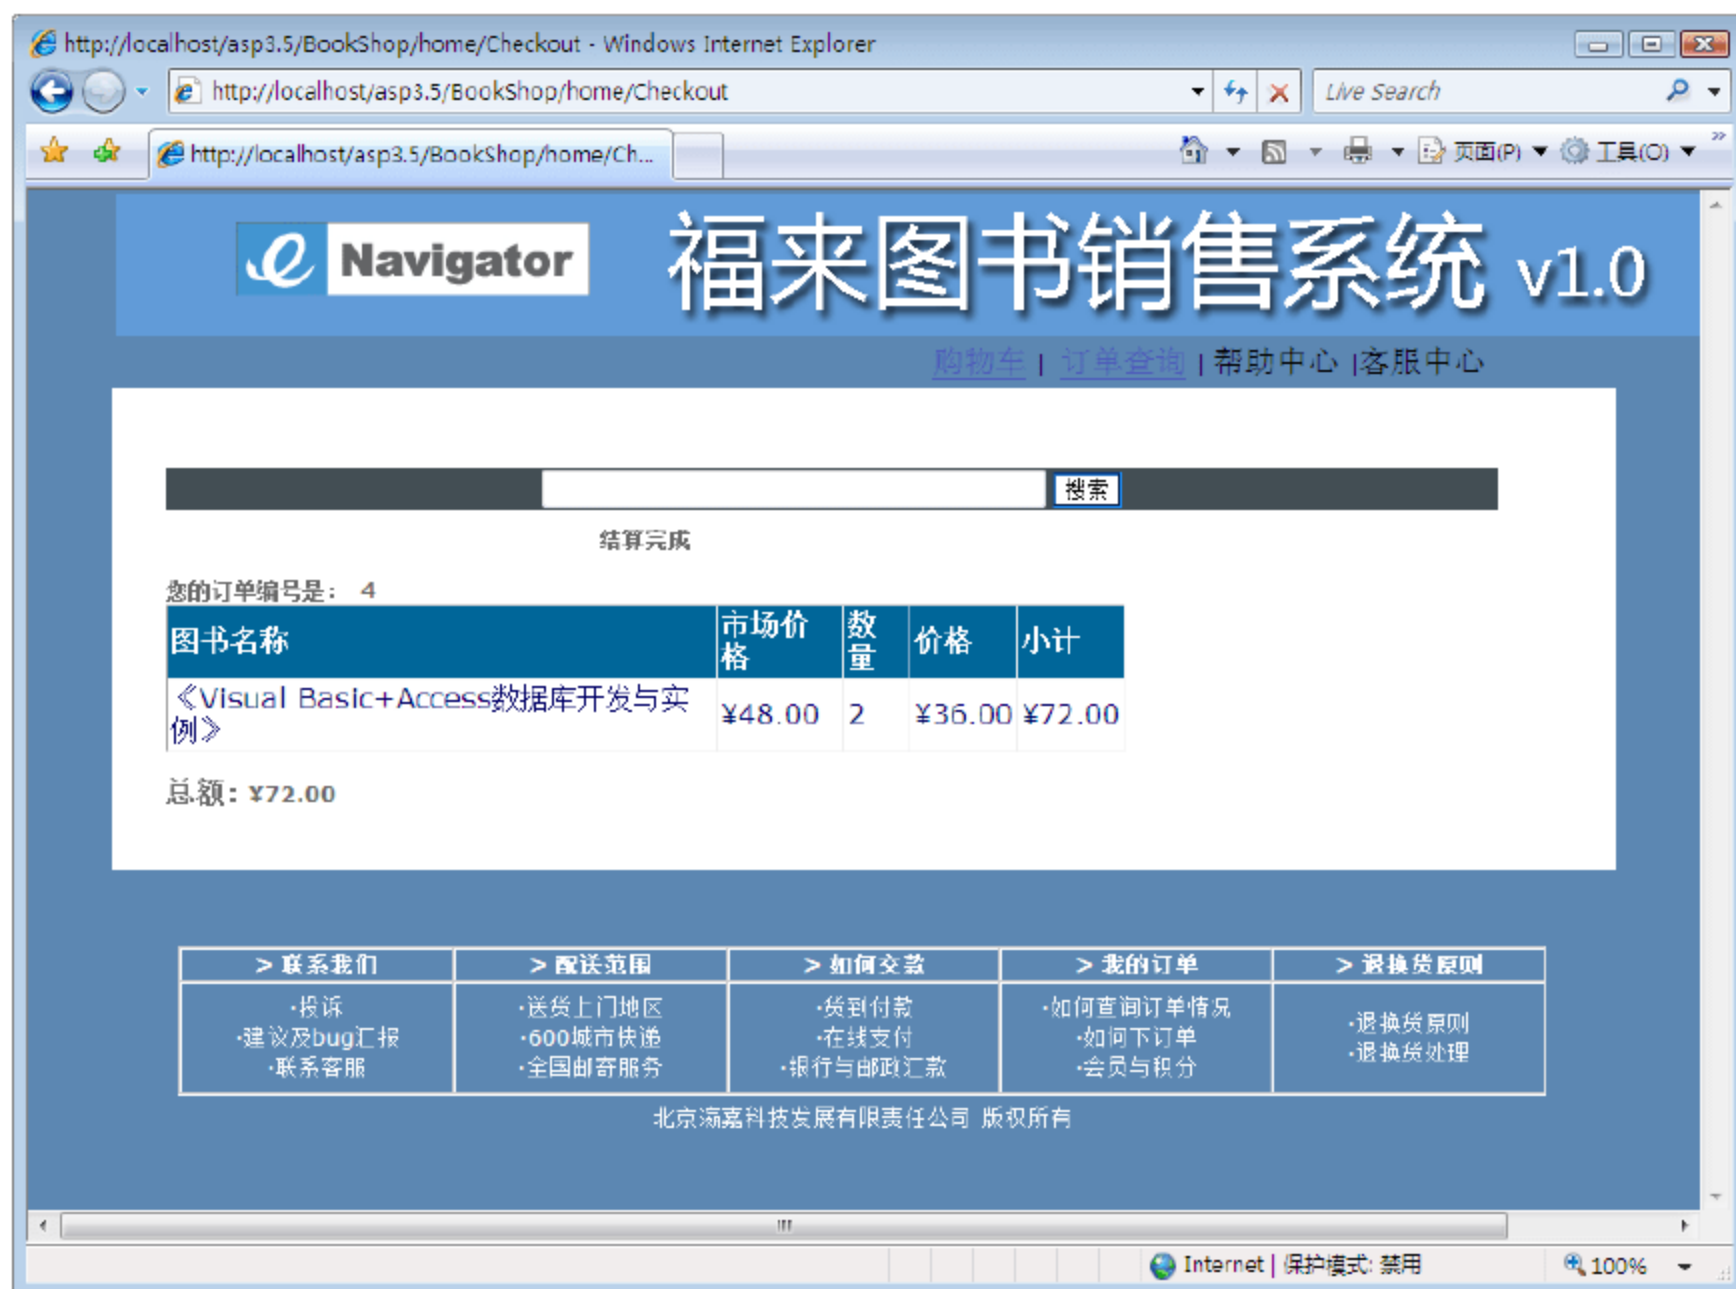 http://localhost/asp3.5/BookShop/home/Checkout - Windows Internet Explorer
http://localhost/asp3.5/BookShop/home/Checkout
Live Search
http://localhost/asp3.5/BookShop/home/Ch...
页面(P)
工具(O)
e Navigator
福来图书销售系统 v1.0
购物车 | 订单查询 | 帮助中心 |客服中心
搜索
结算完成
您的订单编号是： 4
图书名称 市场价格 数量 价格 小计
《Visual Basic+Access数据库开发与实例》 ¥48.00 2 ¥36.00 ¥72.00
总额: ¥72.00
> 联系我们 > 配送范围 > 如何交款 > 我的订单 > 退换货原则
·投诉
·建议及bug汇报
·联系客服
·送货上门地区
·600城市快递
·全国邮寄服务
·货到付款
·在线支付
·银行与邮政汇款
·如何查询订单情况
·如何下订单
·会员与积分
·退换货原则
·退换货处理
科技发展有限责任公司 版权所有
Internet | 保护模式: 禁用
100%